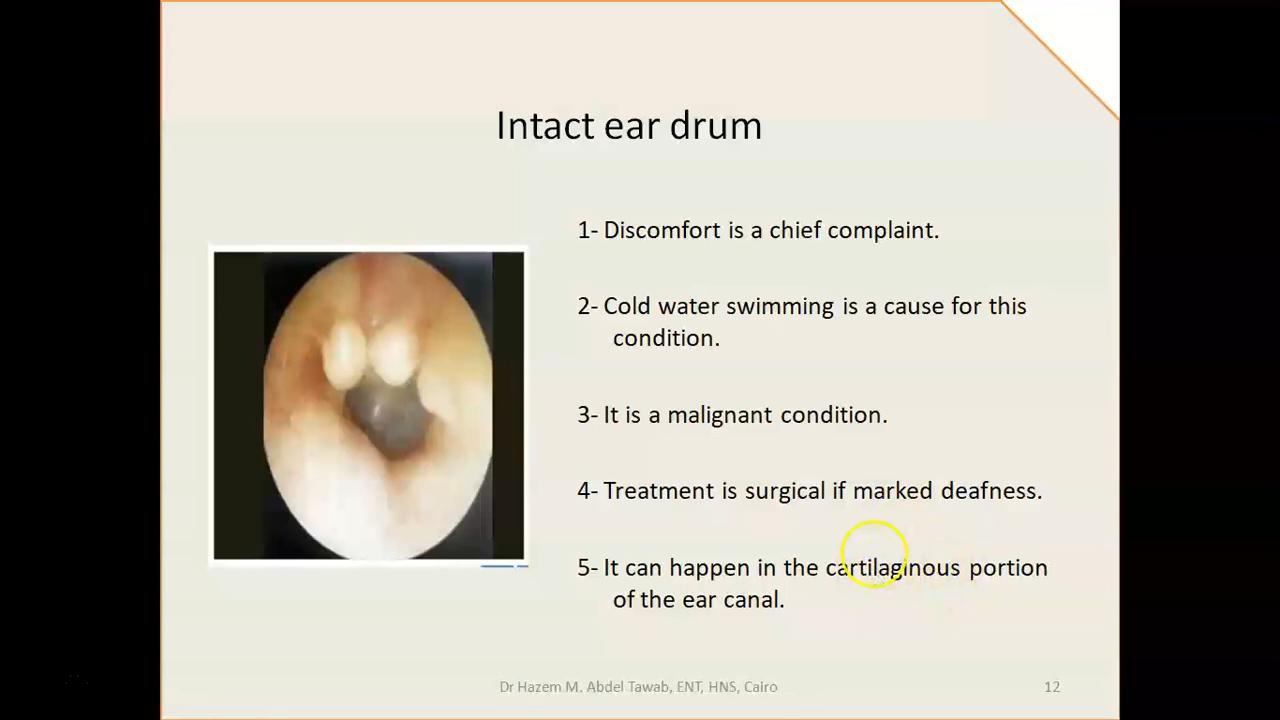 Intact ear drum
1- Discomfort is a chief complaint.
2- Cold water swimming is a cause for this
condition.
3- It is a malignant condition.
4- Treatment is surgical if marked deafness.
5- It can happen in the cartilaginous portion
of the ear canal.
Dr Hazem M. Abdel Tawab, ENT, HNS, Cairo
12